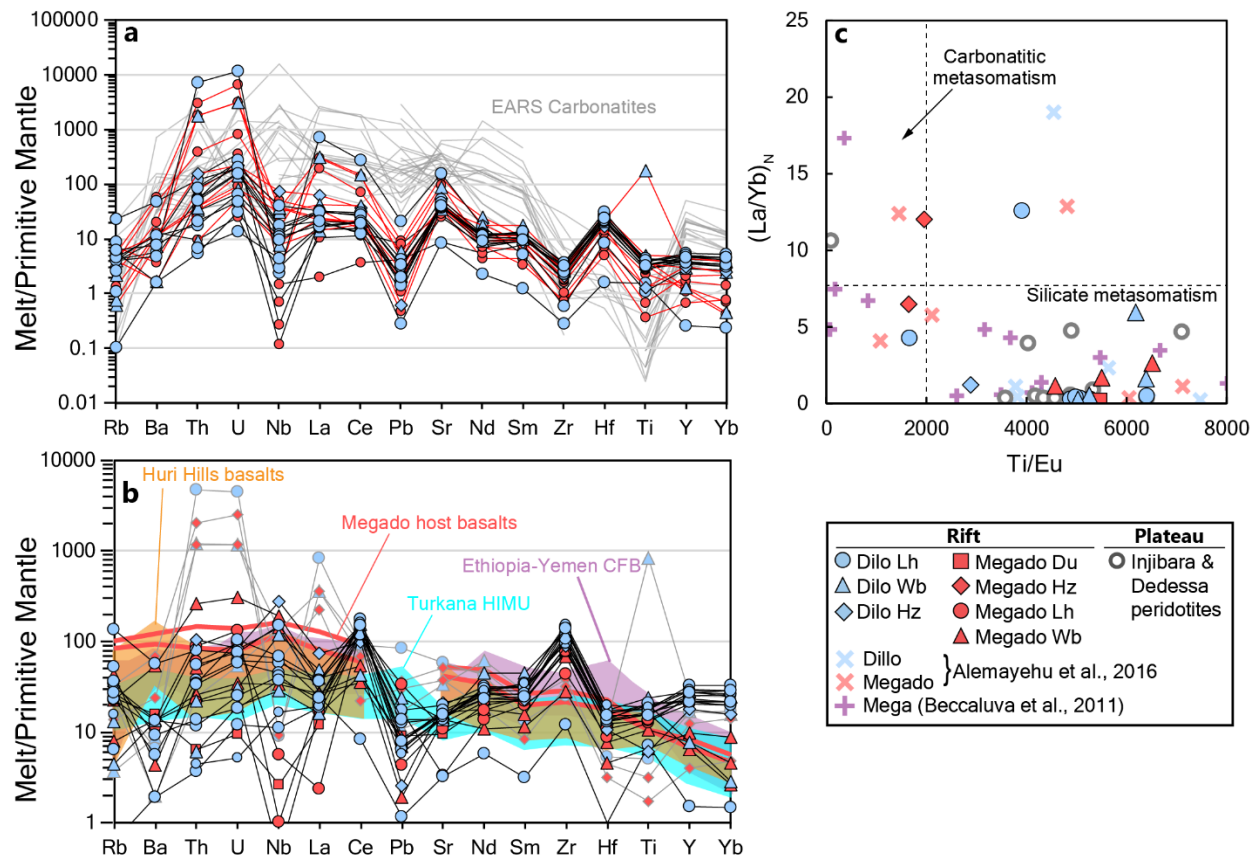 a
100000
10000
1000
100
10
1
0.1
0.01
Melt/Primitive Mantle
EARS Carbonatites
Rb Ba Th U Nb La Ce Pb Sr Nd Sm Zr Hf Ti Y Yb
b
10000
1000
100
10
1
Melt/Primitive Mantle
Huri Hills basalts
Megado host basalts
Ethiopia-Yemen CFB
Turkana HIMU
Rb Ba Th U Nb La Ce Pb Sr Nd Sm Zr Hf Ti Y Yb
c
25
20
15
10
5
0
(La/Yb)N
Carbonatitic
metasomatism
Silicate metasomatism
0 2000 4000 6000 8000
Ti/Eu
Rift Plateau
Dilo Lh Megado Du Injibara &
Dilo Wb Megado Hz Dedessa
Dilo Hz Megado Lh peridotites
Megado Wb
Dillo
Megado } Alemayehu et al., 2016
Mega (Beccaluva et al., 2011)